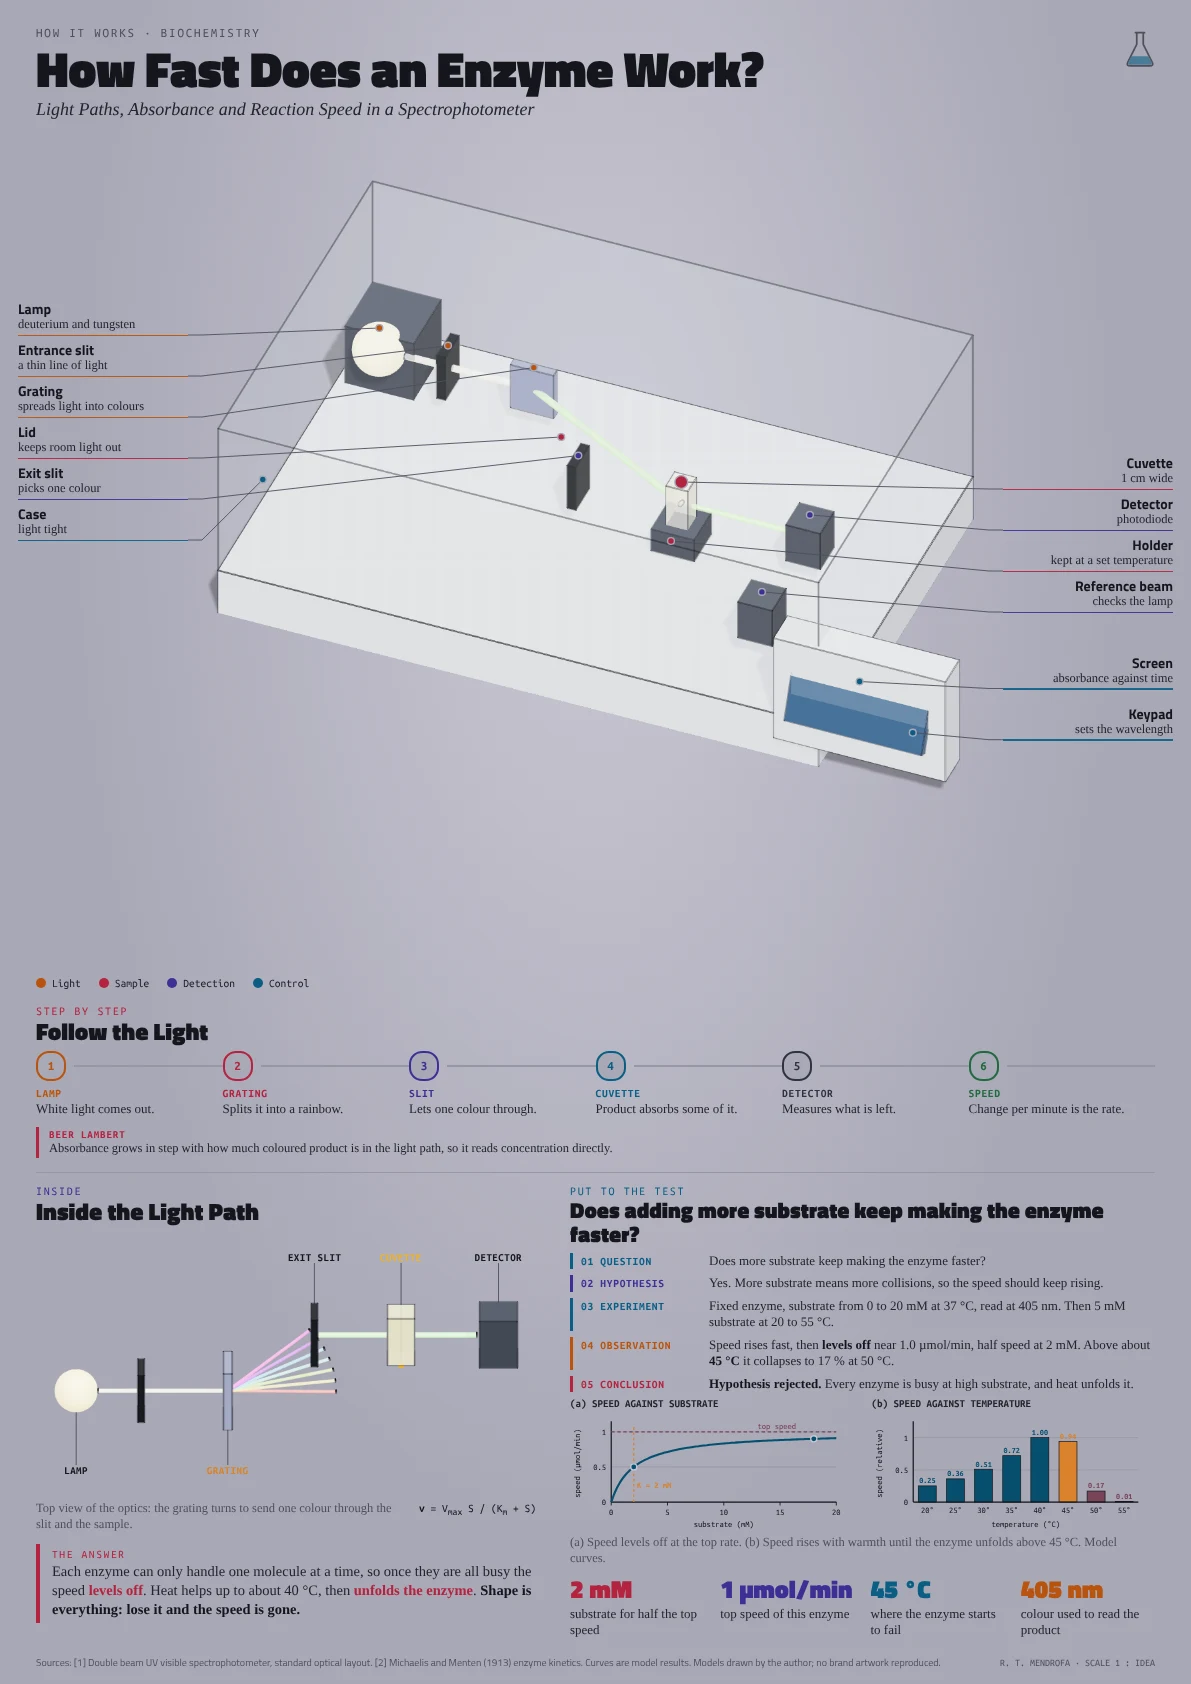 HOW IT WORKS · BIOCHEMISTRY
How Fast Does an Enzyme Work?
Light Paths, Absorbance and Reaction Speed in a Spectrophotometer
Lamp
deuterium and tungsten
Entrance slit
a thin line of light
Grating
spreads light into colours
Lid
keeps room light out
Exit slit
picks one colour
Case
light tight
Cuvette
1 cm wide
Detector
photodiode
Holder
kept at a set temperature
Reference beam
checks the lamp
Screen
absorbance against time
Keypad
sets the wavelength
Light Sample Detection Control
STEP BY STEP
Follow the Light
1 2 3 4 5 6
LAMP GRATING SLIT CUVETTE DETECTOR SPEED
White light comes out. Splits it into a rainbow. Lets one colour through. Product absorbs some of it. Measures what is left. Change per minute is the rate.
BEER LAMBERT
Absorbance grows in step with how much coloured product is in the light path, so it reads concentration directly.
INSIDE
Inside the Light Path
EXIT SLIT CUVETTE DETECTOR
LAMP GRATING
Top view of the optics: the grating turns to send one colour through the
slit and the sample.
v = Vmax S / (KM + S)
THE ANSWER
Each enzyme can only handle one molecule at a time, so once they are all busy the
speed levels off. Heat helps up to about 40 °C, then unfolds the enzyme. Shape is
everything: lose it and the speed is gone.
PUT TO THE TEST
Does adding more substrate keep making the enzyme
faster?
01 QUESTION Does more substrate keep making the enzyme faster?
02 HYPOTHESIS Yes. More substrate means more collisions, so the speed should keep rising.
03 EXPERIMENT Fixed enzyme, substrate from 0 to 20 mM at 37 °C, read at 405 nm. Then 5 mM
substrate at 20 to 55 °C.
04 OBSERVATION Speed rises fast, then levels off near 1.0 µmol/min, half speed at 2 mM. Above about
45 °C it collapses to 17 % at 50 °C.
05 CONCLUSION Hypothesis rejected. Every enzyme is busy at high substrate, and heat unfolds it.
(a) SPEED AGAINST SUBSTRATE
speed (µmol/min)
1
0.5
0
top speed
K = 2 mM
0 5 10 15 20
substrate (mM)
(b) SPEED AGAINST TEMPERATURE
speed (relative)
1
0.5
0
0.25 0.36 0.51 0.72 1.00 0.94 0.17 0.01
20° 25° 30° 35° 40° 45° 50° 55°
temperature (°C)
(a) Speed levels off at the top rate. (b) Speed rises with warmth until the enzyme unfolds above 45 °C. Model
curves.
2 mM
substrate for half the top
speed
1 µmol/min
top speed of this enzyme
45 °C
where the enzyme starts
to fail
405 nm
colour used to read the
product
Sources: [1] Double beam UV visible spectrophotometer, standard optical layout. [2] Michaelis and Menten (1913) enzyme kinetics. Curves are model results. Models drawn by the author; no brand artwork reproduced.
R. T. MENDROFA · SCALE 1 : IDEA